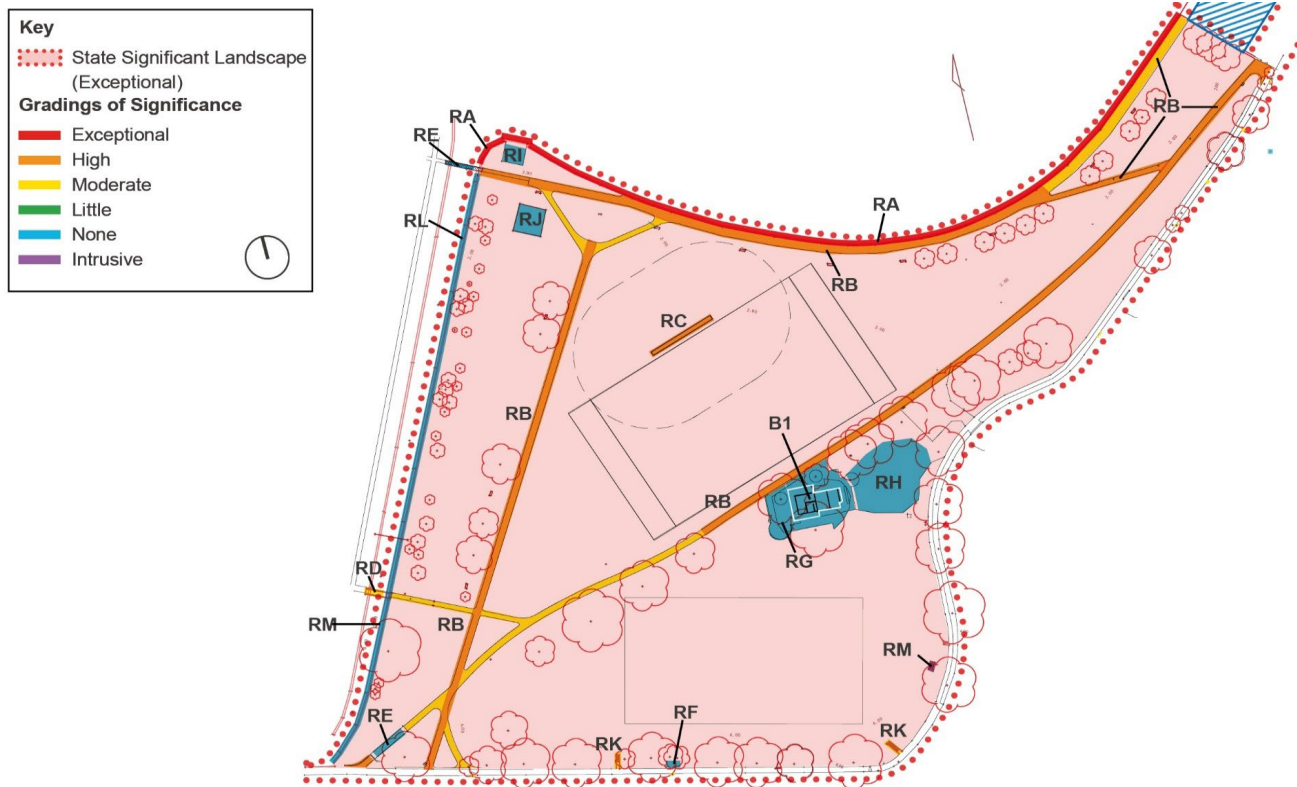 Key
State Significant Landscape
(Exceptional)
Gradings of Significance
Exceptional
High
Moderate
Little
None
Intrusive
RB
RA
RE
RI
RL
RJ
RA
RB
RC
RB
B1
RH
RB
RG
RD
RM
RB
RM
RE
RF
RK
RK